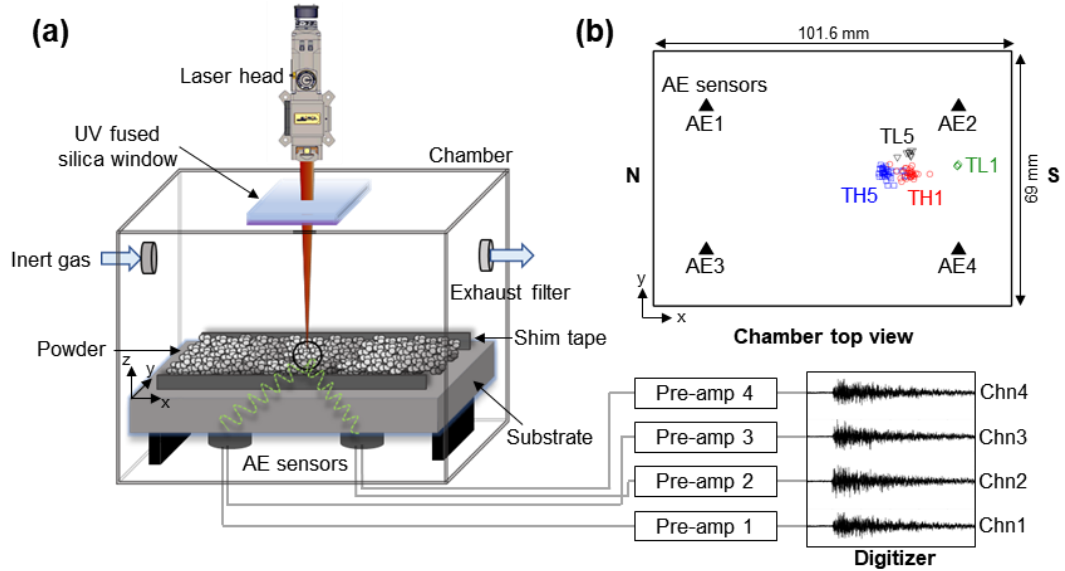 (a)
Laser head
UV fused
silica window
Chamber
Inert gas
Exhaust filter
Shim tape
Powder
z
y
x
Substrate
AE sensors
(b)
101.6 mm
AE sensors
AE1
AE2
TL5
TL1
N
S
TH5
TH1
69 mm
AE3
AE4
y
x
Chamber top view
Pre-amp 4
Chn4
Pre-amp 3
Chn3
Pre-amp 2
Chn2
Pre-amp 1
Chn1
Digitizer